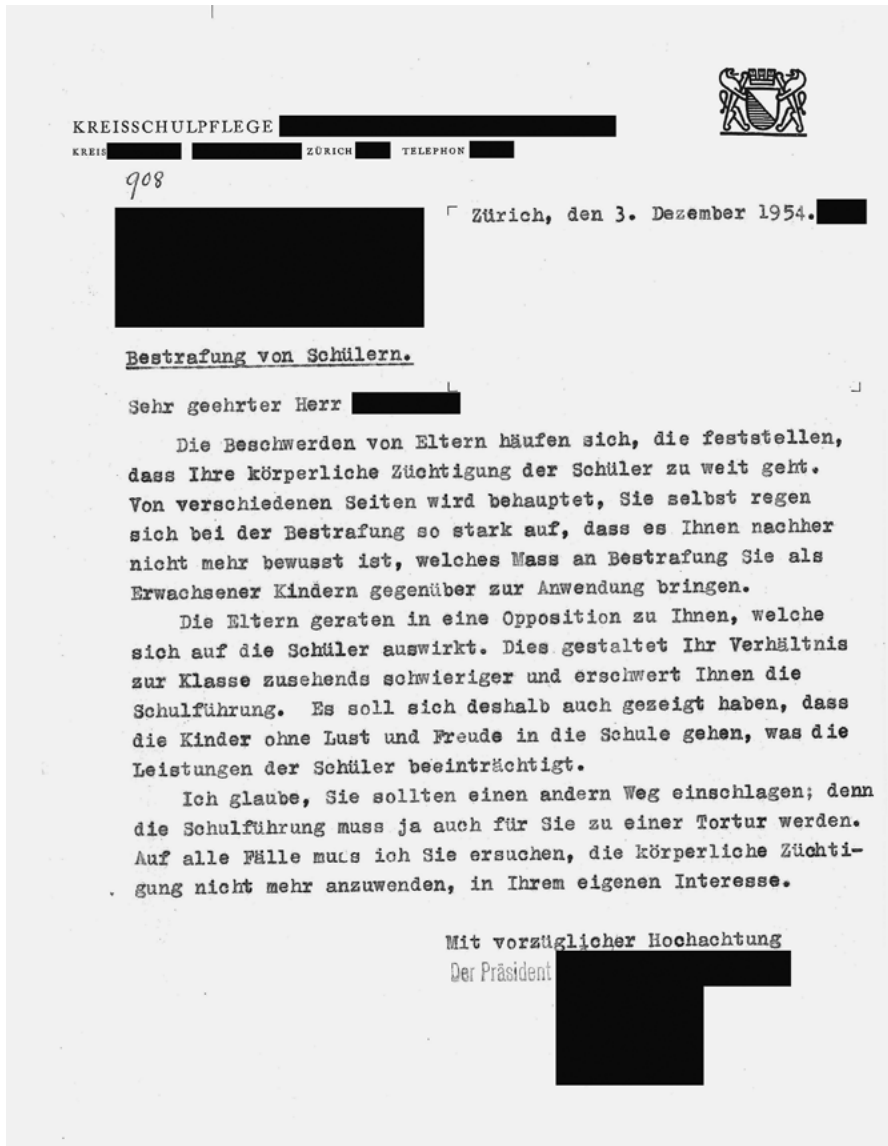 KREISSCHULPFLEGE
KREIS ZÜRICH TELEPHON
908
Zürich, den 3. Dezember 1954.
Bestrafung von Schülern.
Sehr geehrter Herr
Die Beschwerden von Eltern häufen sich, die feststellen,
dass Ihre körperliche Züchtigung der Schüler zu weit geht.
Von verschiedenen Seiten wird behauptet, Sie selbst regen
sich bei der Bestrafung so stark auf, dass es Ihnen nachher
nicht mehr bewusst ist, welches Mass an Bestrafung Sie als
Erwachsener Kindern gegenüber zur Anwendung bringen.
Die Eltern geraten in eine Opposition zu Ihnen, welche
sich auf die Schüler auswirkt. Dies gestaltet Ihr Verhältnis
zur Klasse zusehends schwieriger und erschwert Ihnen die
Schulführung. Es soll sich deshalb auch gezeigt haben, dass
die Kinder ohne Lust und Freude in die Schule gehen, was die
Leistungen der Schüler beeinträchtigt.
Ich glaube, Sie sollten einen andern Weg einschlagen; denn
die Schulführung muss ja auch für Sie zu einer Tortur werden.
Auf alle Fälle muss ich Sie ersuchen, die körperliche Züchti-
gung nicht mehr anzuwenden, in Ihrem eigenen Interesse.
Mit vorzüglicher Hochachtung
Der Präsident